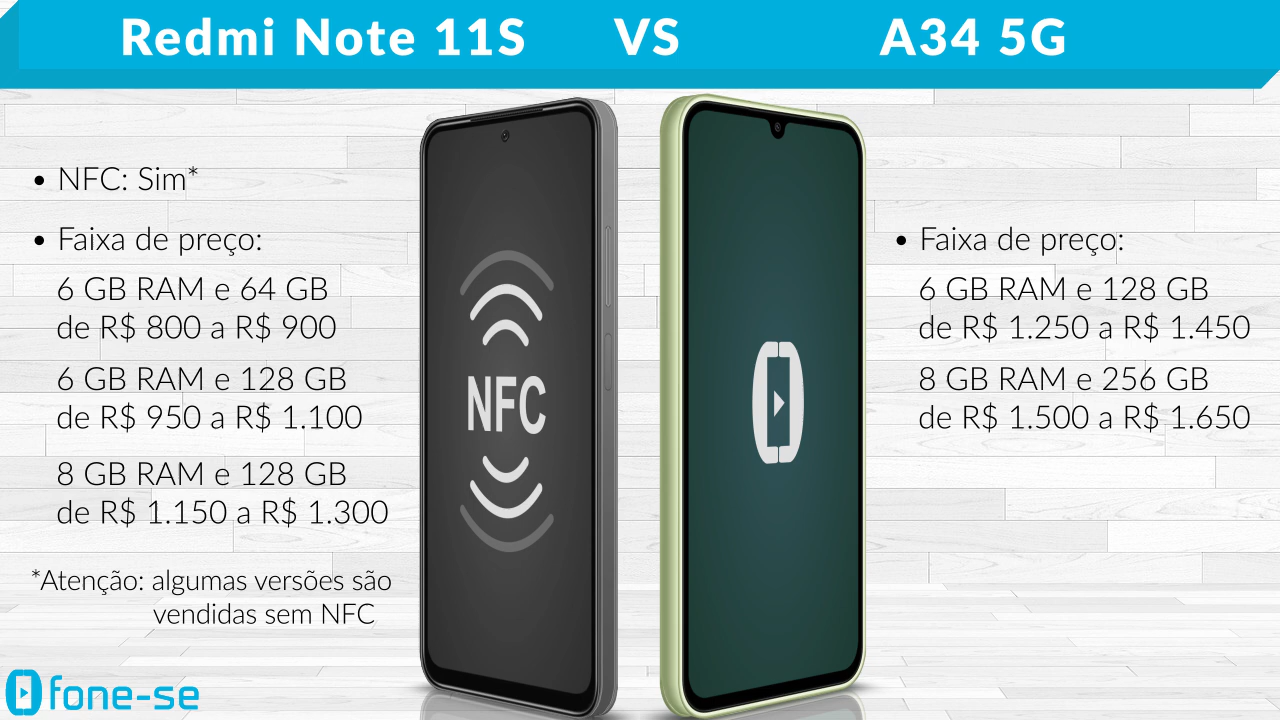 Redmi Note 11S VS A34 5G
• NFC: Sim*
• Faixa de preço:
6 GB RAM e 64 GB
de R$ 800 a R$ 900
6 GB RAM e 128 GB
de R$ 950 a R$ 1.100
8 GB RAM e 128 GB
de R$ 1.150 a R$ 1.300
*Atenção: algumas versões são
vendidas sem NFC
NFC
• Faixa de preço:
6 GB RAM e 128 GB
de R$ 1.250 a R$ 1.450
8 GB RAM e 256 GB
de R$ 1.500 a R$ 1.650
fone-se